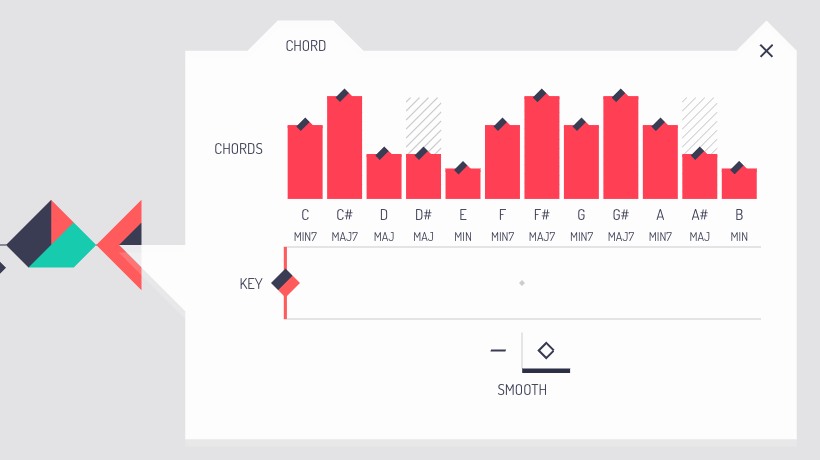 CHORD
CHORDS
C C# D D# E F F# G G# A A# B
MIN7 MAJ7 MAJ MAJ MIN MIN7 MAJ7 MIN7 MAJ7 MIN7 MAJ MIN
KEY
SMOOTH